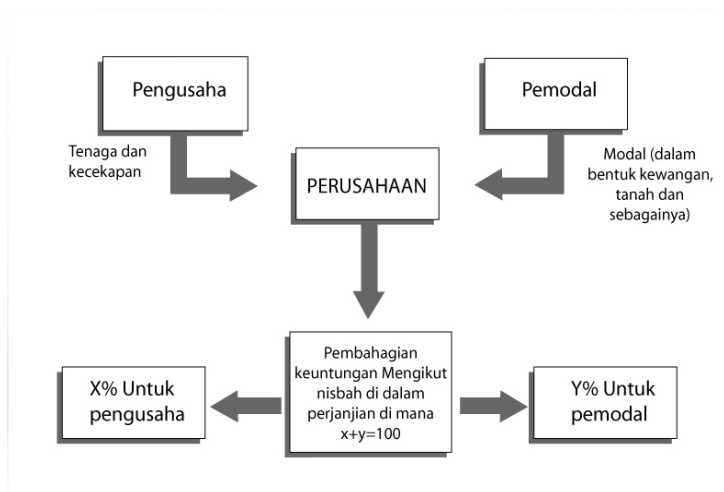 Pengusaha
Pemodal
Tenaga dan
kecekapan
PERUSAHAAN
Modal (dalam
bentuk kewangan,
tanah dan
sebagainya)
X% Untuk
pengusaha
Pembahagian
keuntungan Mengikut
nisbah di dalam
perjanjian di mana
x+y=100
Y% Untuk
pemodal